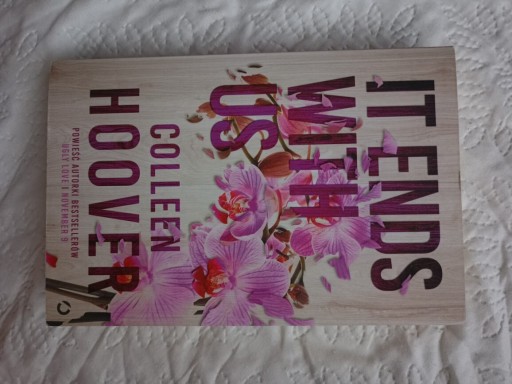 IT ENDS
WITH
US
COLLEEN
HOOVER
POWIEŚĆ AUTORKI BESTSELLERÓW
UGLY LOVE I NOVEMBER 9